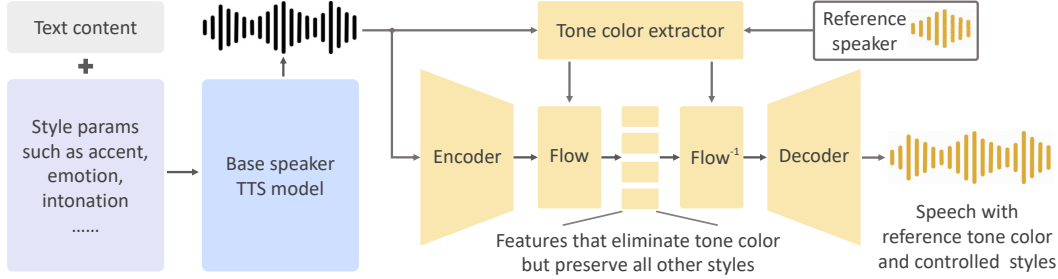 Text content
+
Style params
such as accent,
emotion,
intonation
……
Base speaker
TTS model
Tone color extractor
Reference
speaker
Encoder
Flow
Flow⁻¹
Decoder
Features that eliminate tone color
but preserve all other styles
Speech with
reference tone color
and controlled styles